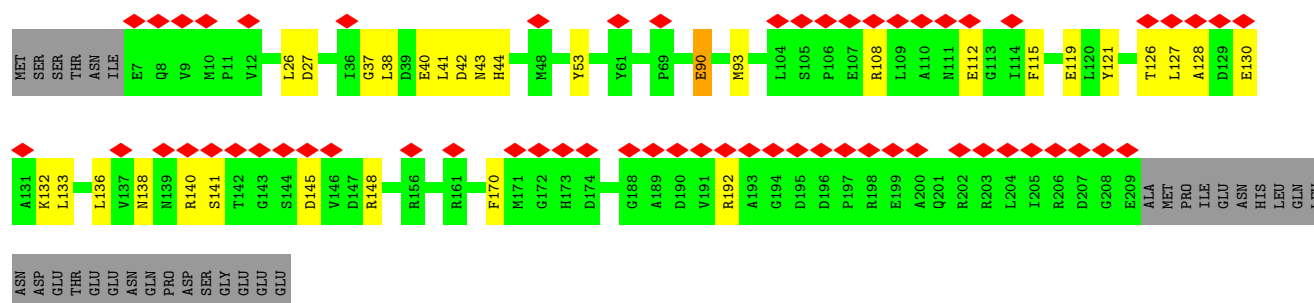 MET SER SER THR ASN ILE E7 Q8 V9 M10 P11 V12 L26 D27 I36 G37 L38 D39 E40 L41 D42 N43 H44 M48 Y53 Y61 P69 E90 M93 L104 S105 P106 E107 R108 L109 A110 N111 E112 G113 I114 F115 E119 L120 Y121 T126 L127 A128 D129 E130
A131 K132 L133 L136 V137 N138 N139 R140 S141 T142 G143 S144 D145 V146 D147 R148 R156 R161 F170 M171 G172 H173 D174 G188 A189 D190 V191 R192 A193 G194 D195 D196 P197 R198 E199 A200 Q201 R202 R203 L204 I205 R206 D207 G208 E209 ALA MET PRO ILE GLU ASN HIS LEU GLN LEU
ASN ASP GLU THR GLU GLU ASN GLN PRO ASP SER GLY GLU GLU GLU